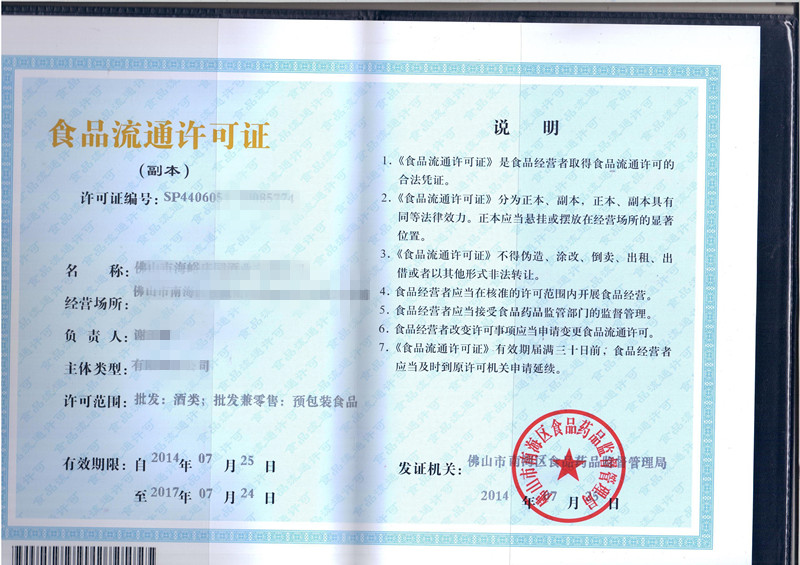 食品流通许可证
(副本)
许可证编号: SP440605
名 称: 佛山市南海
经营场所: 佛山市南海
负 责 人: 谢
主体类型: 有 公司
许可范围: 批发: 酒类; 批发兼零售: 预包装食品
有效期限: 自 2014年 07 月 25 日
至 2017年 07 月 24 日
说 明
1、《食品流通许可证》是食品经营者取得食品流通许可的
合法凭证。
2、《食品流通许可证》分为正本、副本, 正本、副本具有
同等法律效力。正本应当悬挂或摆放在经营场所的显著
位置。
3、《食品流通许可证》不得伪造、涂改、倒卖、出租、出
借或者以其他形式非法转让。
4、食品经营者应当在核准的许可范围内开展食品经营。
5、食品经营者应当接受食品药品监管部门的监督管理。
6、食品经营者改变许可事项应当申请变更食品流通许可。
7、《食品流通许可证》有效期届满三十日前, 食品经营者
应当及时到原许可机关申请延续。
发证机关: 佛山市南海区食品药品监督管理局
2014 年 07 月 日
佛山市南海区食品药品监督管理局